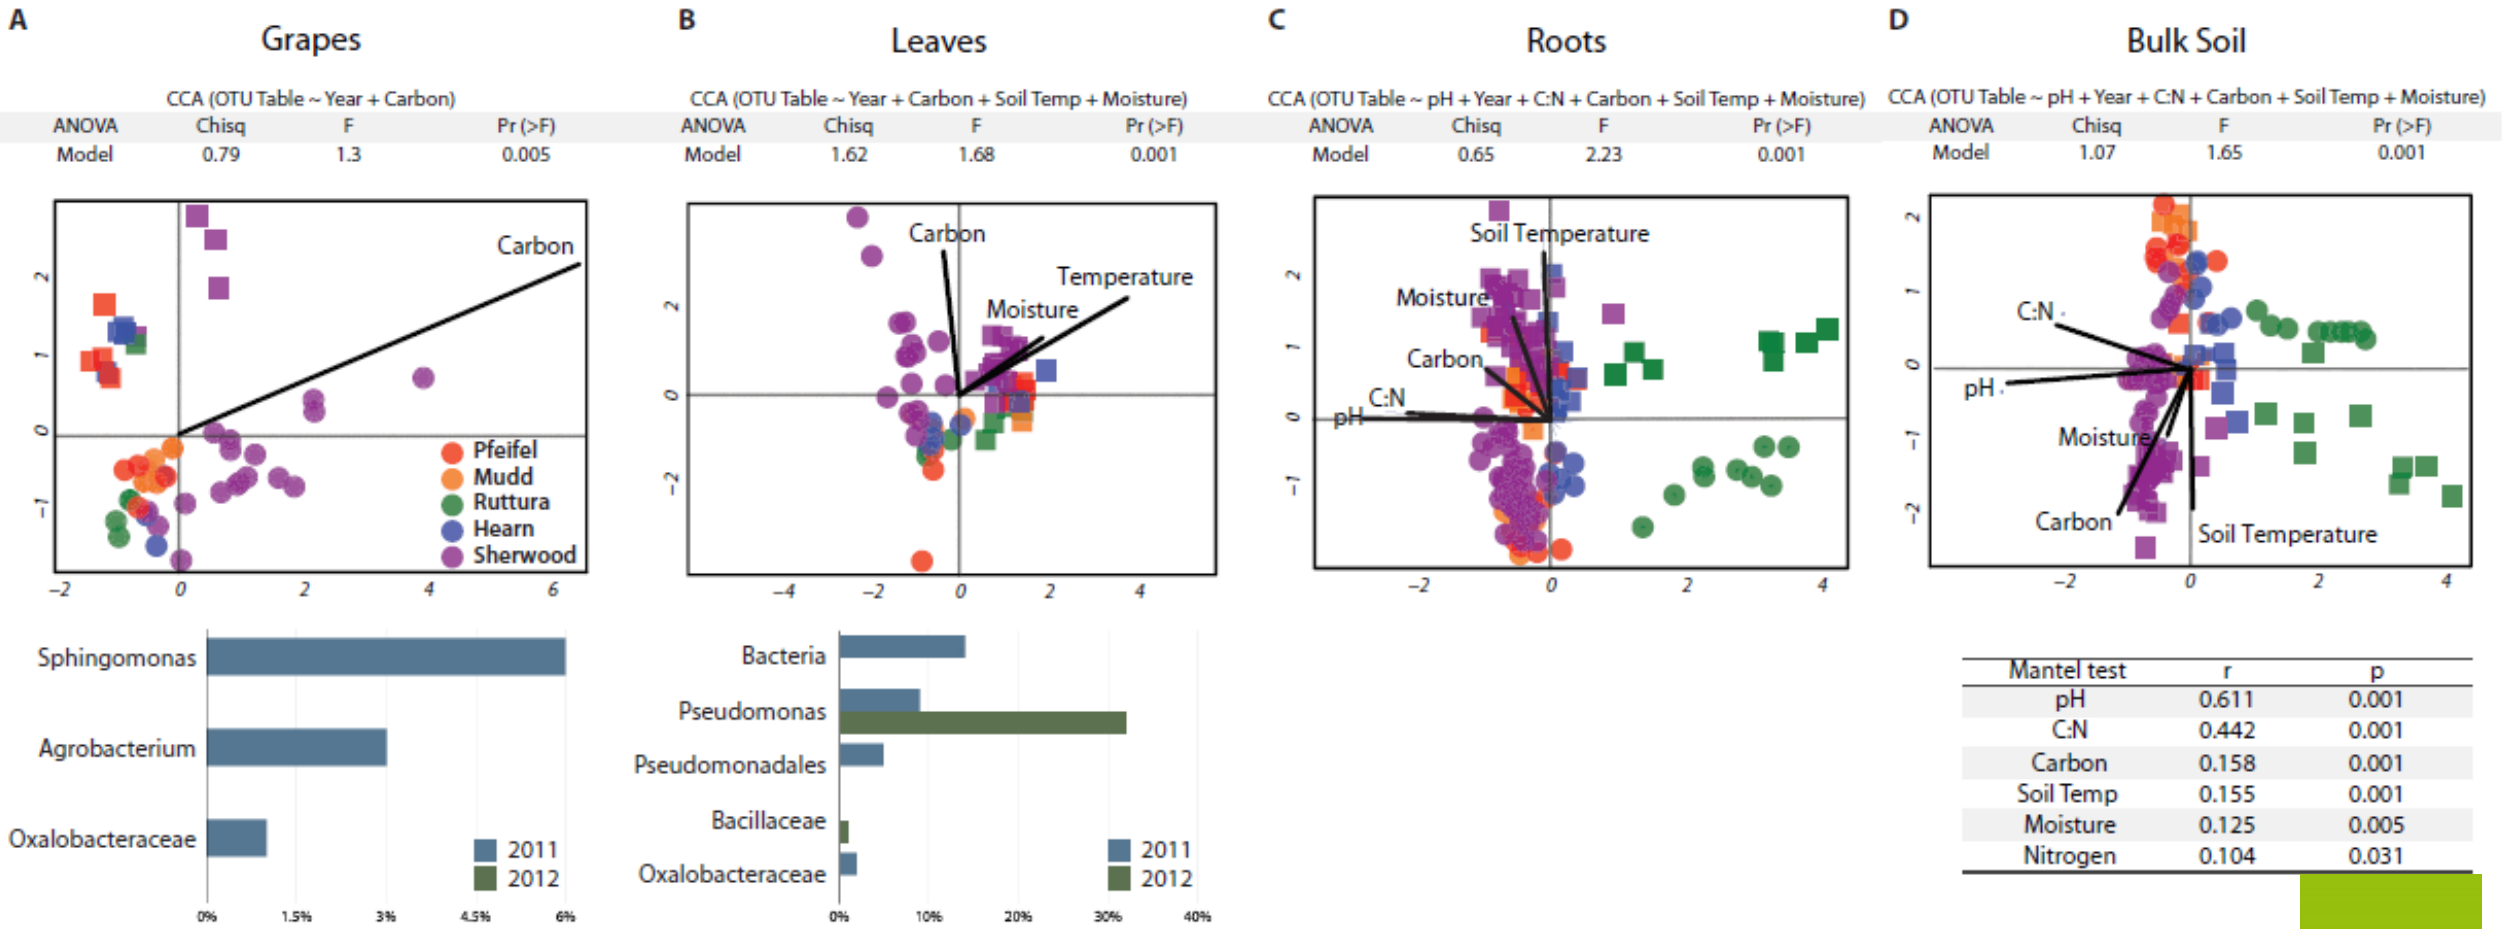 A
Grapes
CCA (OTU Table ~ Year + Carbon)
ANOVA Chisq F Pr (>F)
Model 0.79 1.3 0.005
Carbon
2
1
0
−1
Pfeifel
Mudd
Ruttura
Hearn
Sherwood
−2 0 2 4 6
Sphingomonas
Agrobacterium
Oxalobacteraceae
2011
2012
0% 1.5% 3% 4.5% 6%
B
Leaves
CCA (OTU Table ~ Year + Carbon + Soil Temp + Moisture)
ANOVA Chisq F Pr (>F)
Model 1.62 1.68 0.001
Carbon
Temperature
Moisture
2
0
−2
−4 −2 0 2 4
Bacteria
Pseudomonas
Pseudomonadales
Bacillaceae
Oxalobacteraceae
2011
2012
0% 10% 20% 30% 40%
C
Roots
CCA (OTU Table ~ pH + Year + C:N + Carbon + Soil Temp + Moisture)
ANOVA Chisq F Pr (>F)
Model 0.65 2.23 0.001
Soil Temperature
Moisture
Carbon
C:N
pH
2
1
0
−1
−2 0 2 4
D
Bulk Soil
CCA (OTU Table ~ pH + Year + C:N + Carbon + Soil Temp + Moisture)
ANOVA Chisq F Pr (>F)
Model 1.07 1.65 0.001
C:N
pH
Moisture
Carbon
Soil Temperature
2
1
0
−1
−2
−2 0 2 4
Mantel test r p
pH 0.611 0.001
C:N 0.442 0.001
Carbon 0.158 0.001
Soil Temp 0.155 0.001
Moisture 0.125 0.005
Nitrogen 0.104 0.031